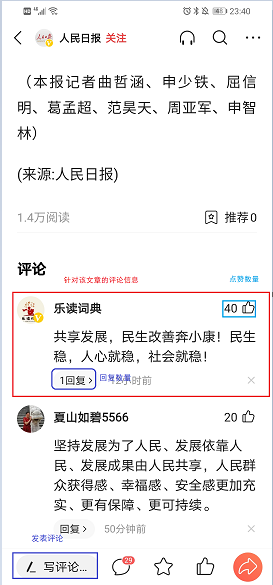 HD 4G 23:40
人民日报 关注
（本报记者曲哲涵、申少铁、屈信
明、葛孟超、范昊天、周亚军、申智
林）
(来源:人民日报)
1.4万阅读 推荐0
评论
针对该文章的评论信息 点赞数量
乐读词典 40
共享发展，民生改善奔小康！民生
稳，人心就稳，社会就稳！
1回复> 回复数量 小时前
夏山如碧5566 20
坚持发展为了人民、发展依靠人
民、发展成果由人民共享，人民群
众获得感、幸福感、安全感更加充
实、更有保障、更可持续。
回复> 50分钟前
发表评论
写评论... 29